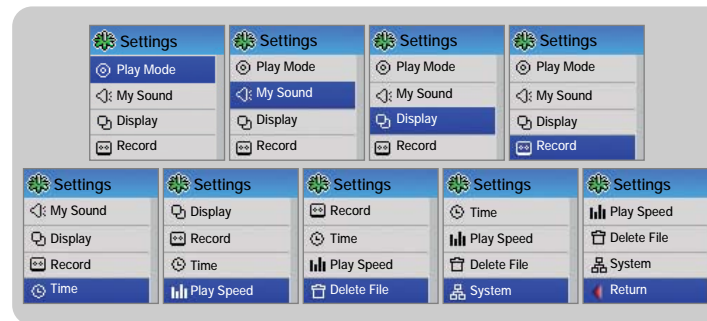 Settings
Play Mode
My Sound
Display
Record
Settings
Play Mode
My Sound
Display
Record
Settings
Play Mode
My Sound
Display
Record
Settings
Play Mode
My Sound
Display
Record
Settings
My Sound
Display
Record
Time
Settings
Display
Record
Time
Play Speed
Settings
Record
Time
Play Speed
Delete File
Settings
Time
Play Speed
Delete File
System
Settings
Play Speed
Delete File
System
Return